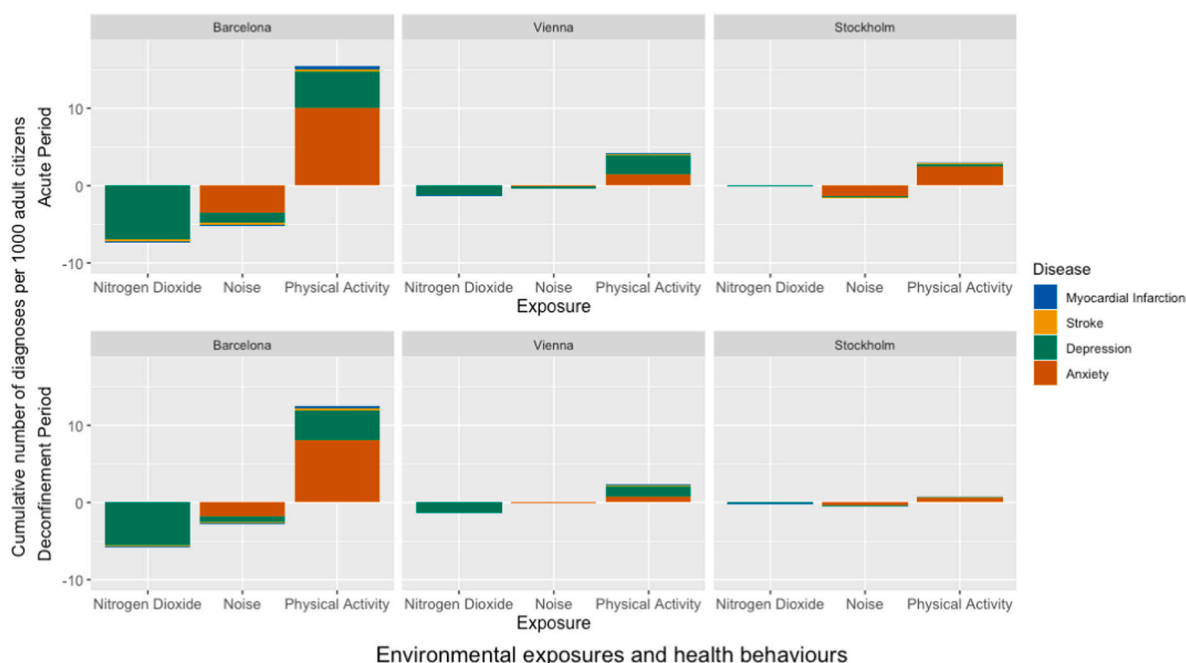 Barcelona Vienna Stockholm
Cumulative number of diagnoses per 1000 adult citizens
Acute Period
10
0
-10
Nitrogen Dioxide Noise Physical Activity Nitrogen Dioxide Noise Physical Activity Nitrogen Dioxide Noise Physical Activity
Exposure
Disease
Myocardial Infarction
Stroke
Depression
Anxiety
Barcelona Vienna Stockholm
Deconfinement Period
10
0
-10
Nitrogen Dioxide Noise Physical Activity Nitrogen Dioxide Noise Physical Activity Nitrogen Dioxide Noise Physical Activity
Exposure
Environmental exposures and health behaviours